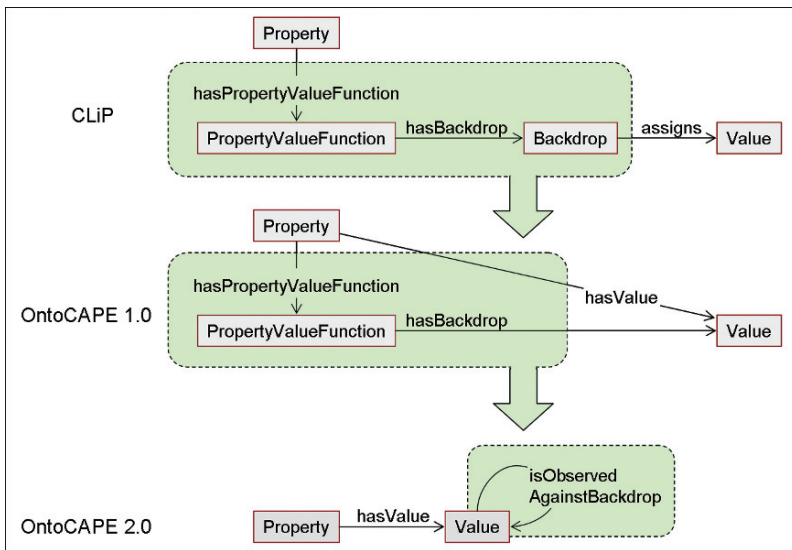 Property
hasPropertyValueFunction
CLiP
PropertyValueFunction
hasBackdrop
Backdrop
assigns
Value
Property
hasPropertyValueFunction
hasValue
OntoCAPE 1.0
PropertyValueFunction
hasBackdrop
Value
isObserved
AgainstBackdrop
OntoCAPE 2.0
Property
hasValue
Value